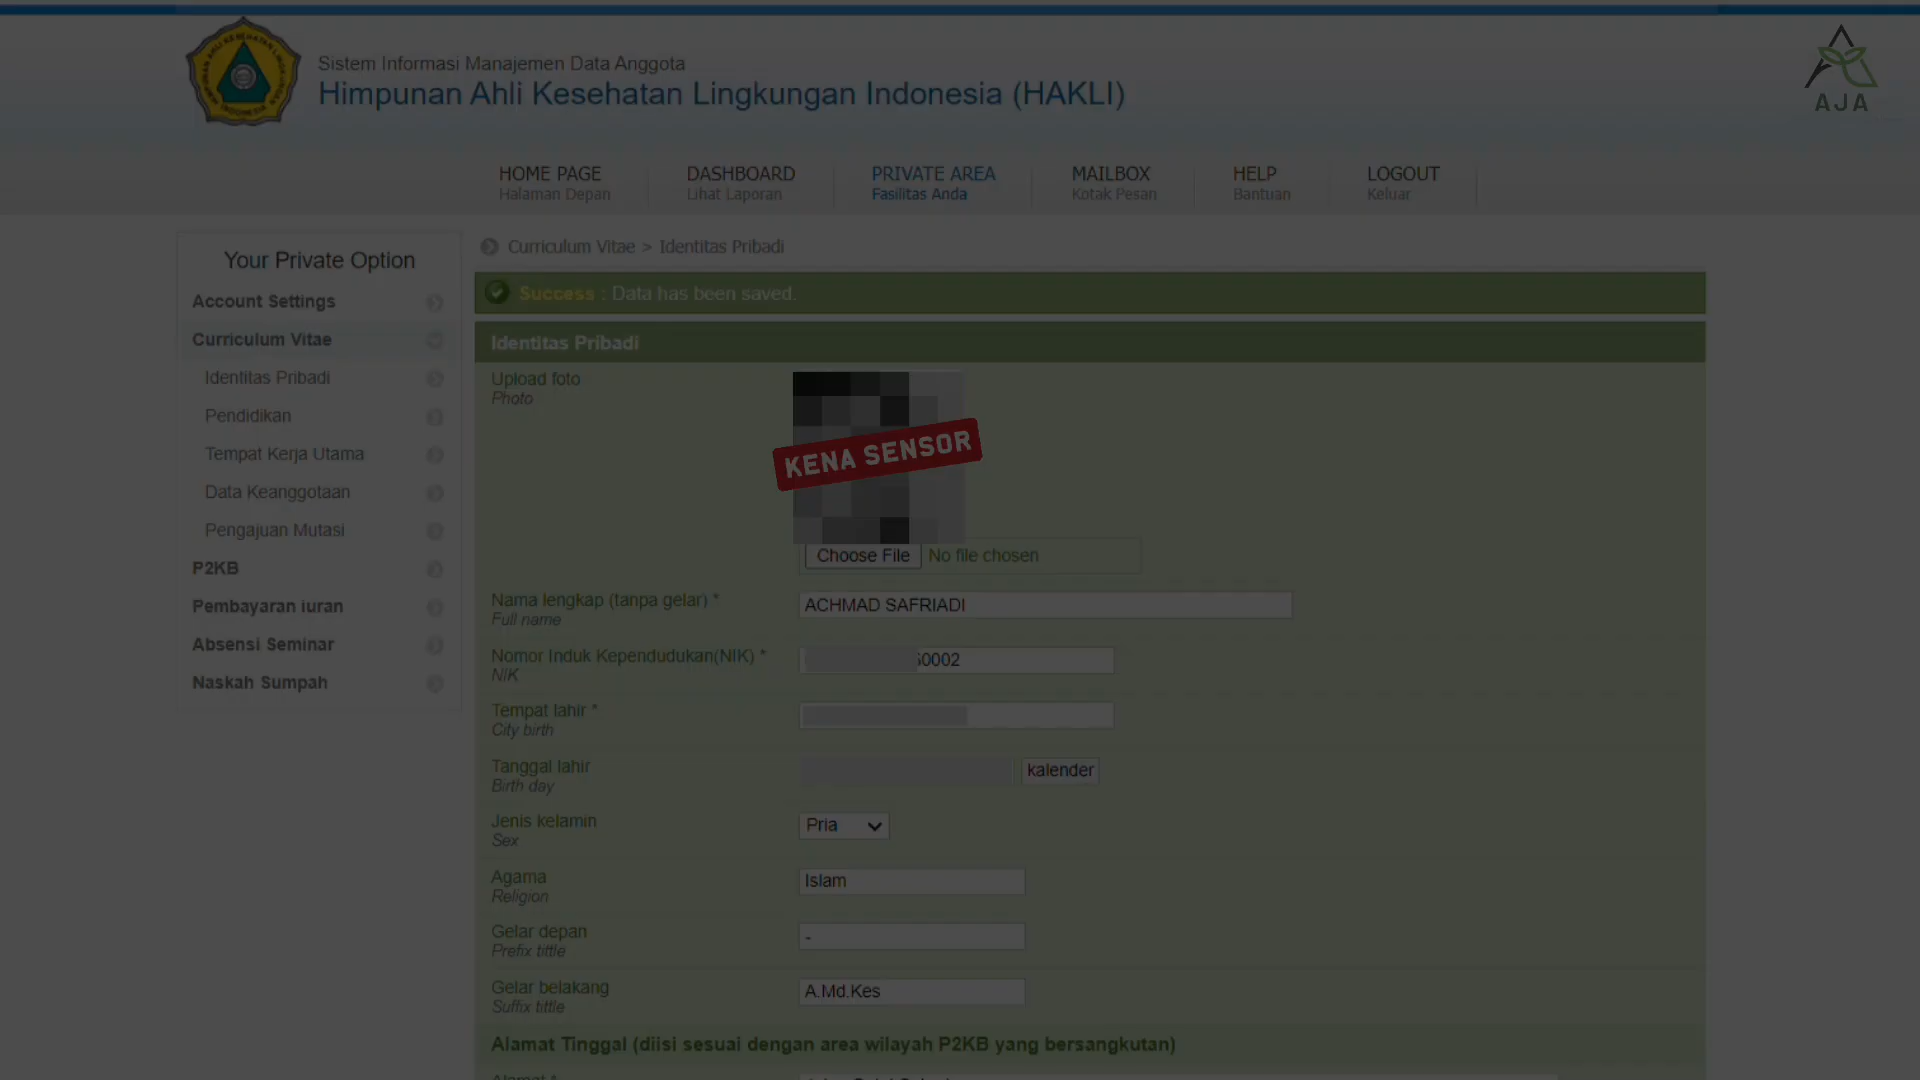 Sistem Informasi Manajemen Data Anggota
Himpunan Ahli Kesehatan Lingkungan Indonesia (HAKLI)
AJA
HOME PAGE
Halaman Depan
DASHBOARD
Lihat Laporan
PRIVATE AREA
Fasilitas Anda
MAILBOX
Kotak Pesan
HELP
Bantuan
LOGOUT
Keluar
Your Private Option
Account Settings
Curriculum Vitae
Identitas Pribadi
Pendidikan
Tempat Kerja Utama
Data Keanggotaan
Pengajuan Mutasi
P2KB
Pembayaran iuran
Absensi Seminar
Naskah Sumpah
Curriculum Vitae > Identitas Pribadi
Success : Data has been saved.
Identitas Pribadi
Upload foto
Photo
KENA SENSOR
Choose File No file chosen
Nama lengkap (tanpa gelar) *
Full name
ACHMAD SAFRIADI
Nomor Induk Kependudukan(NIK) *
NIK
0002
Tempat lahir *
City birth
Tanggal lahir
Birth day
kalender
Jenis kelamin
Sex
Pria
Agama
Religion
Islam
Gelar depan
Prefix tittle
-
Gelar belakang
Suffix tittle
A.Md.Kes
Alamat Tinggal (diisi sesuai dengan area wilayah P2KB yang bersangkutan)
Alamat *